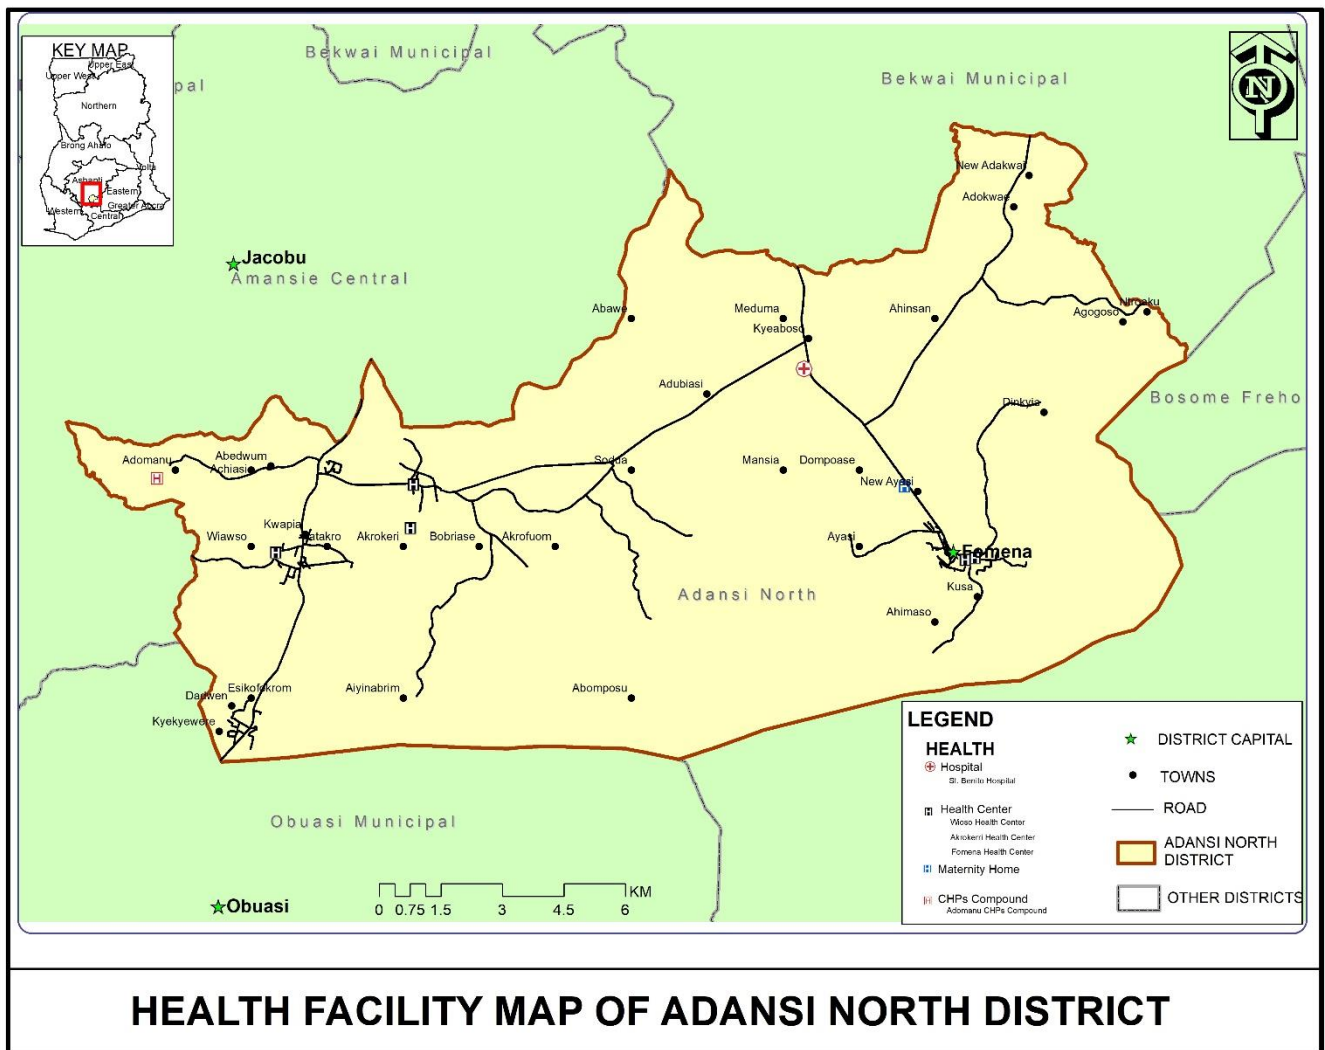 KEY MAP
Upper East
Upper West
Northern
Brong Ahafo
Volta
Ashanti
Eastern
Greater Accra
Western
Central
Bekwai Municipal
pal
Bekwai Municipal
N
Jacobu
Amansie Central
New Adakwaf
Adokwae
Abawe
Meduma
Kyeaboso
Ahinsan
Agogoso
Adubiasi
Dinkyia
Bosome Freho
Adomanu
Abedwum
Achiasi
Sodua
Mansia
Dompoase
New Ayasi
Wiawso
Kwapia
Akrokeri
Bobriase
Akrofuom
Ayasi
Fomena
Kusa
Adansi North
Ahimaso
Dadwen
Esikofokrom
Aiyinabrim
Abomposu
Kyekyewere
Obuasi Municipal
Obuasi
KM
0 0.75 1.5 3 4.5 6
LEGEND
HEALTH
Hospital
St. Benito Hospital
H Health Center
Wioso Health Center
Akrokerri Health Center
Fomena Health Center
H Maternity Home
H CHPs Compound
Adomanu CHPs Compound
DISTRICT CAPITAL
TOWNS
ROAD
ADANSI NORTH
DISTRICT
OTHER DISTRICTS
HEALTH FACILITY MAP OF ADANSI NORTH DISTRICT